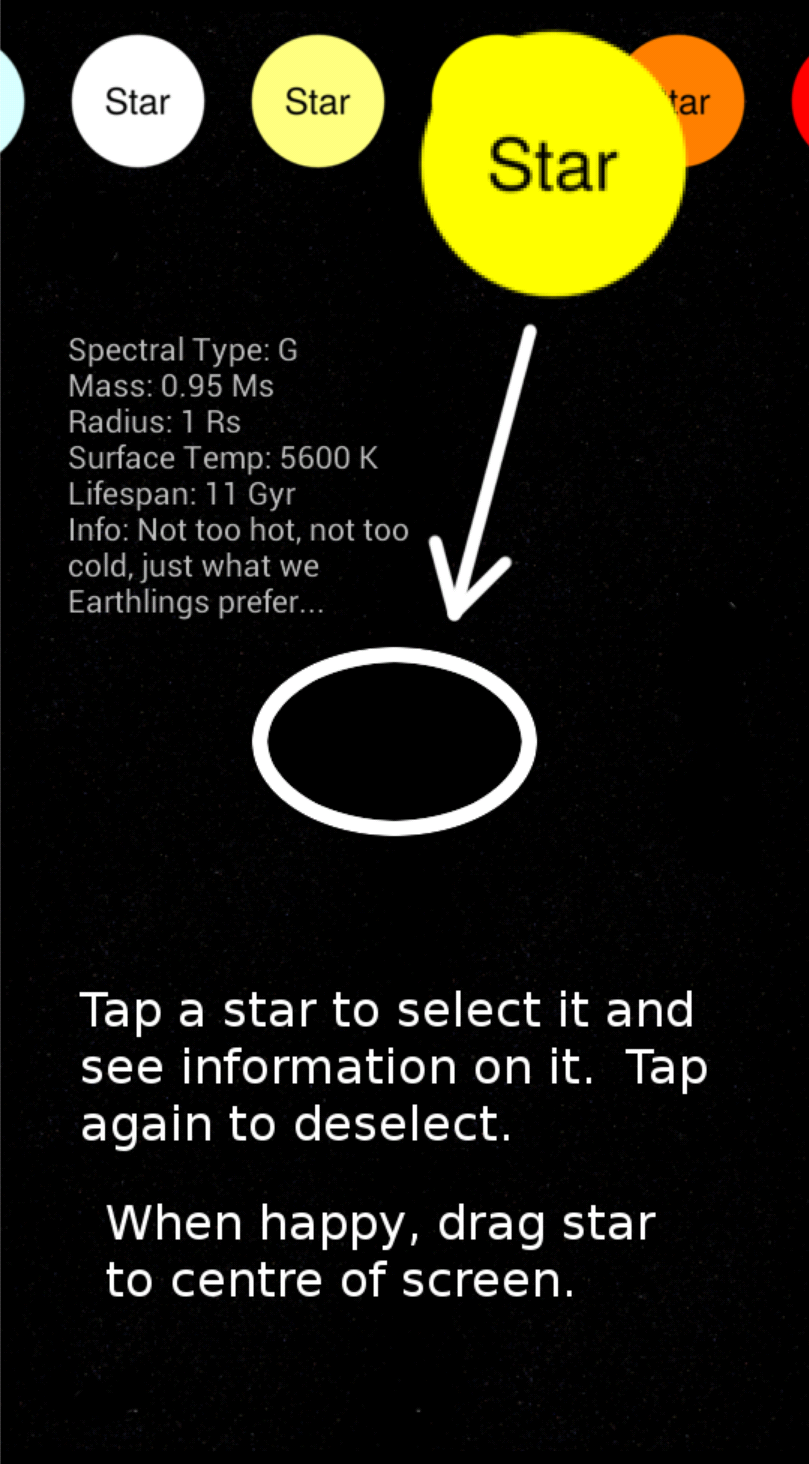 Star
Star
Star
tar
Spectral Type: G
Mass: 0.95 Ms
Radius: 1 Rs
Surface Temp: 5600 K
Lifespan: 11 Gyr
Info: Not too hot, not too
cold, just what we
Earthlings prefer...
Tap a star to select it and
see information on it.  Tap
again to deselect.
When happy, drag star
to centre of screen.